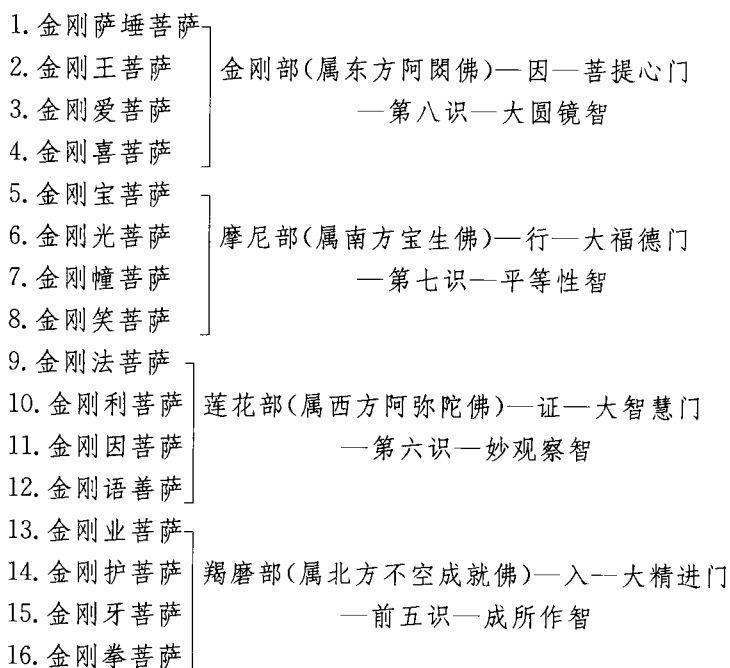 1. 金刚萨埵菩萨
2. 金刚王菩萨 金刚部(属东方阿閦佛)—因—菩提心门
3. 金刚爱菩萨 —第八识—大圆镜智
4. 金刚喜菩萨
5. 金刚宝菩萨
6. 金刚光菩萨 摩尼部(属南方宝生佛)—行—大福德门
7. 金刚幢菩萨 —第七识—平等性智
8. 金刚笑菩萨
9. 金刚法菩萨
10. 金刚利菩萨 莲花部(属西方阿弥陀佛)—证—大智慧门
11. 金刚因菩萨 —第六识—妙观察智
12. 金刚语善萨
13. 金刚业菩萨
14. 金刚护菩萨 羯磨部(属北方不空成就佛)—入--大精进门
15. 金刚牙菩萨 —前五识—成所作智
16. 金刚拳菩萨